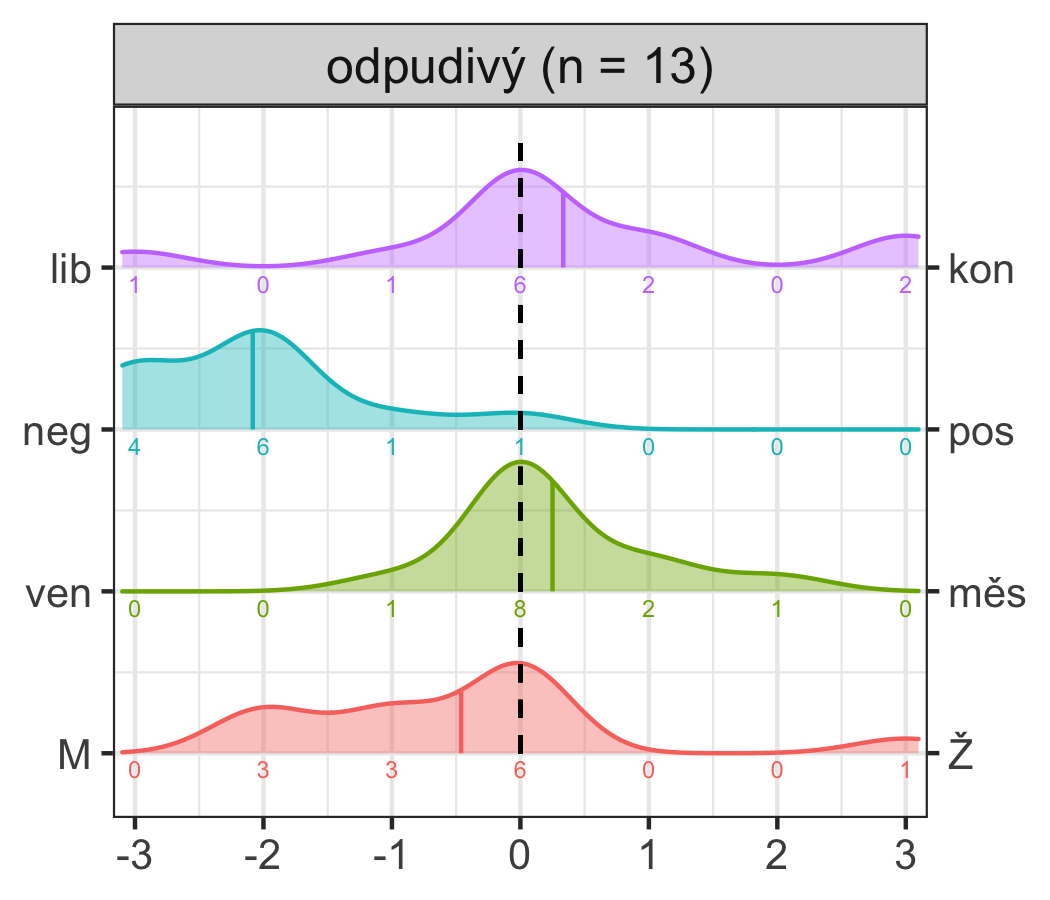 odpudivý (n = 13)
lib kon
1 0 1 6 2 0 2
neg pos
4 6 1 1 0 0 0
ven měs
0 0 1 8 2 1 0
M Ž
0 3 3 6 0 0 1
-3 -2 -1 0 1 2 3